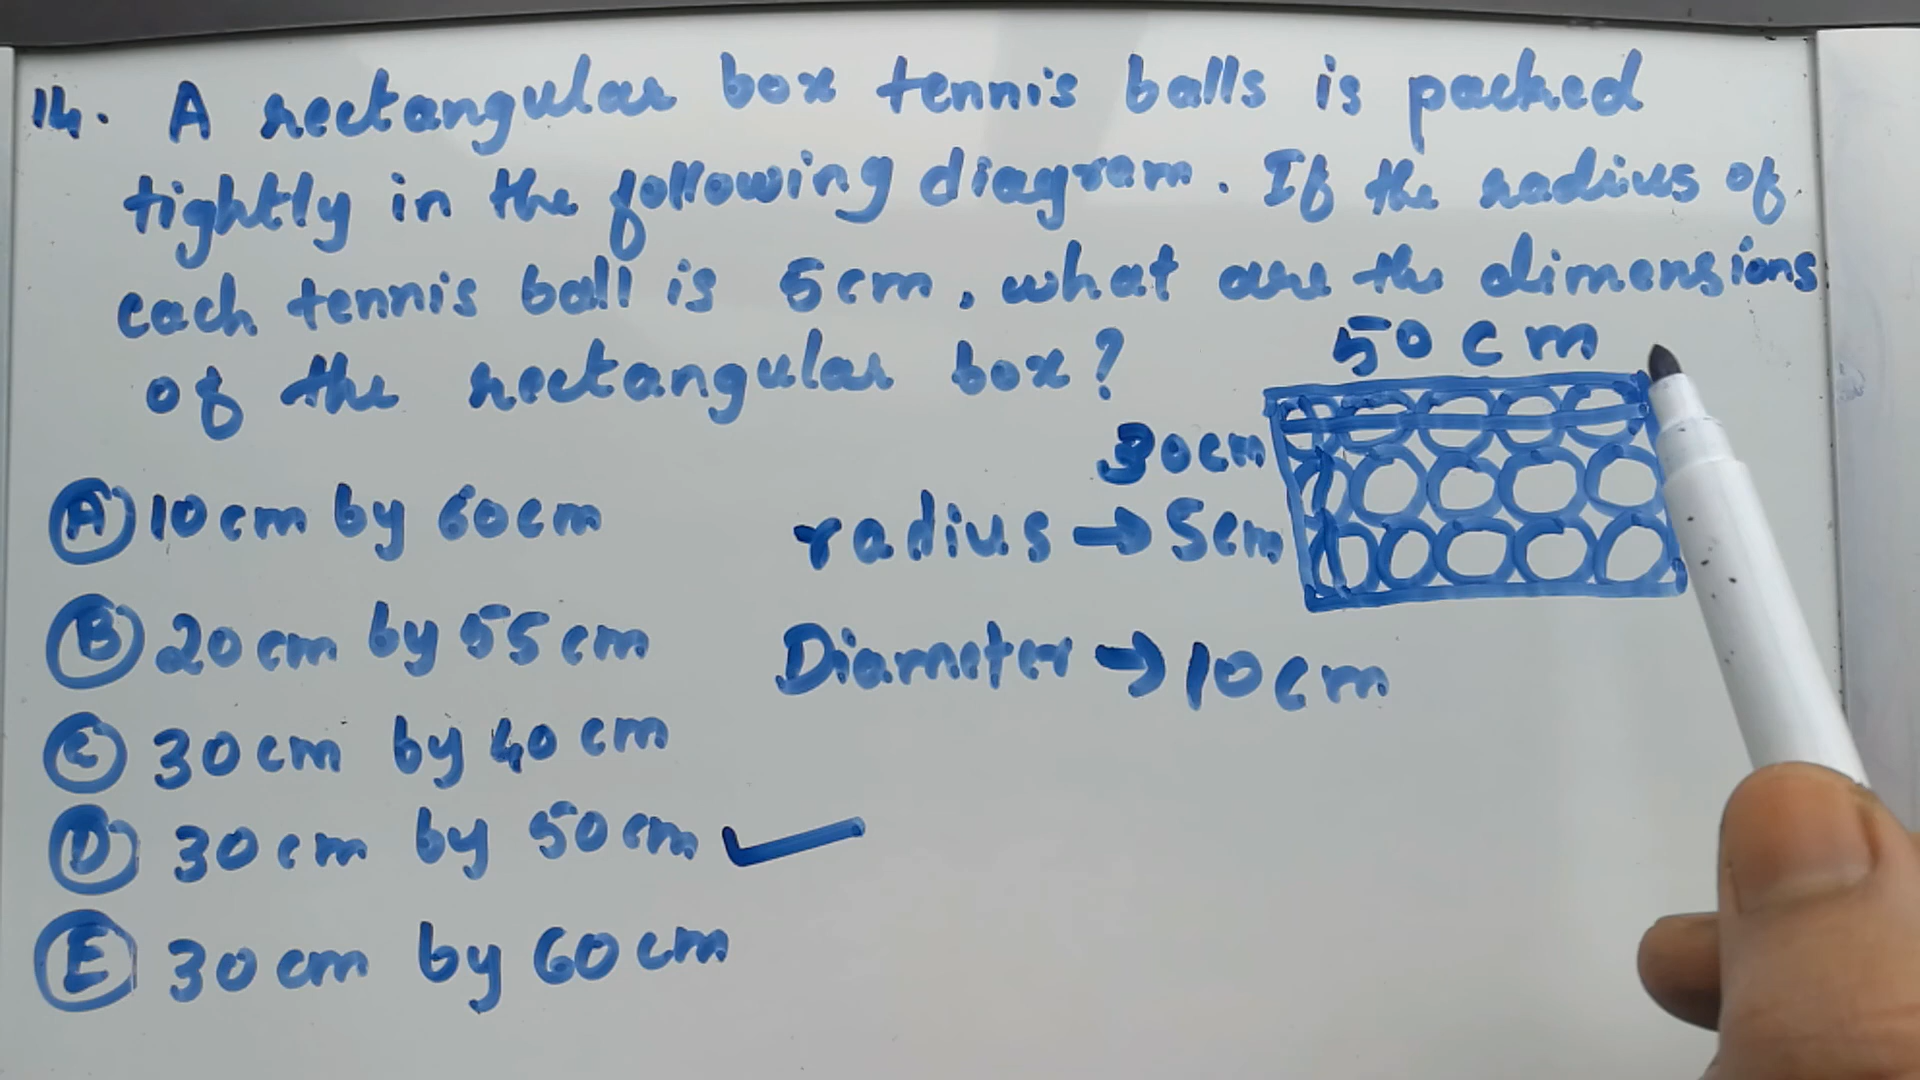 14. A rectangular box tennis balls is packed
tightly in the following diagram. If the radius of
each tennis ball is 5cm, what are the dimensions
of the rectangular box?
50 cm
30cm
radius → 5cm
Diameter → 10cm
A 10cm by 60cm
B 20cm by 55cm
C 30cm by 40cm
D 30cm by 50cm ✓
E 30cm by 60cm